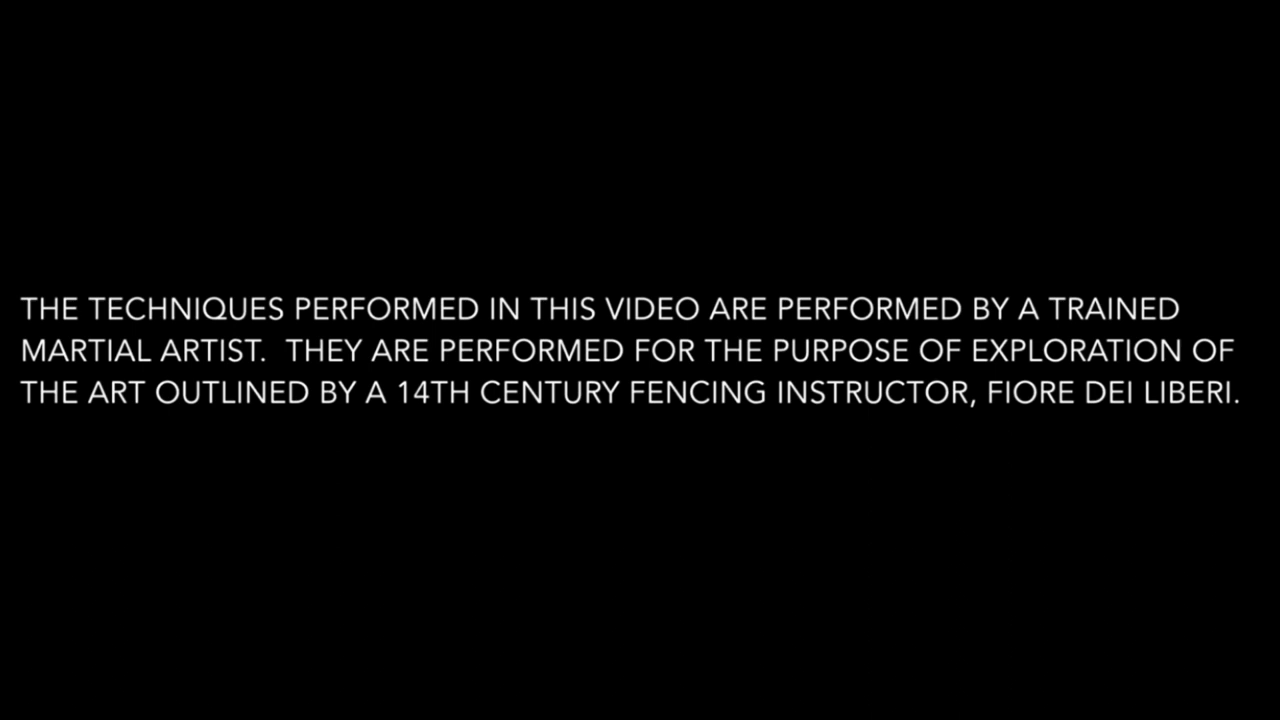 THE TECHNIQUES PERFORMED IN THIS VIDEO ARE PERFORMED BY A TRAINED
MARTIAL ARTIST.  THEY ARE PERFORMED FOR THE PURPOSE OF EXPLORATION OF
THE ART OUTLINED BY A 14TH CENTURY FENCING INSTRUCTOR, FIORE DEI LIBERI.